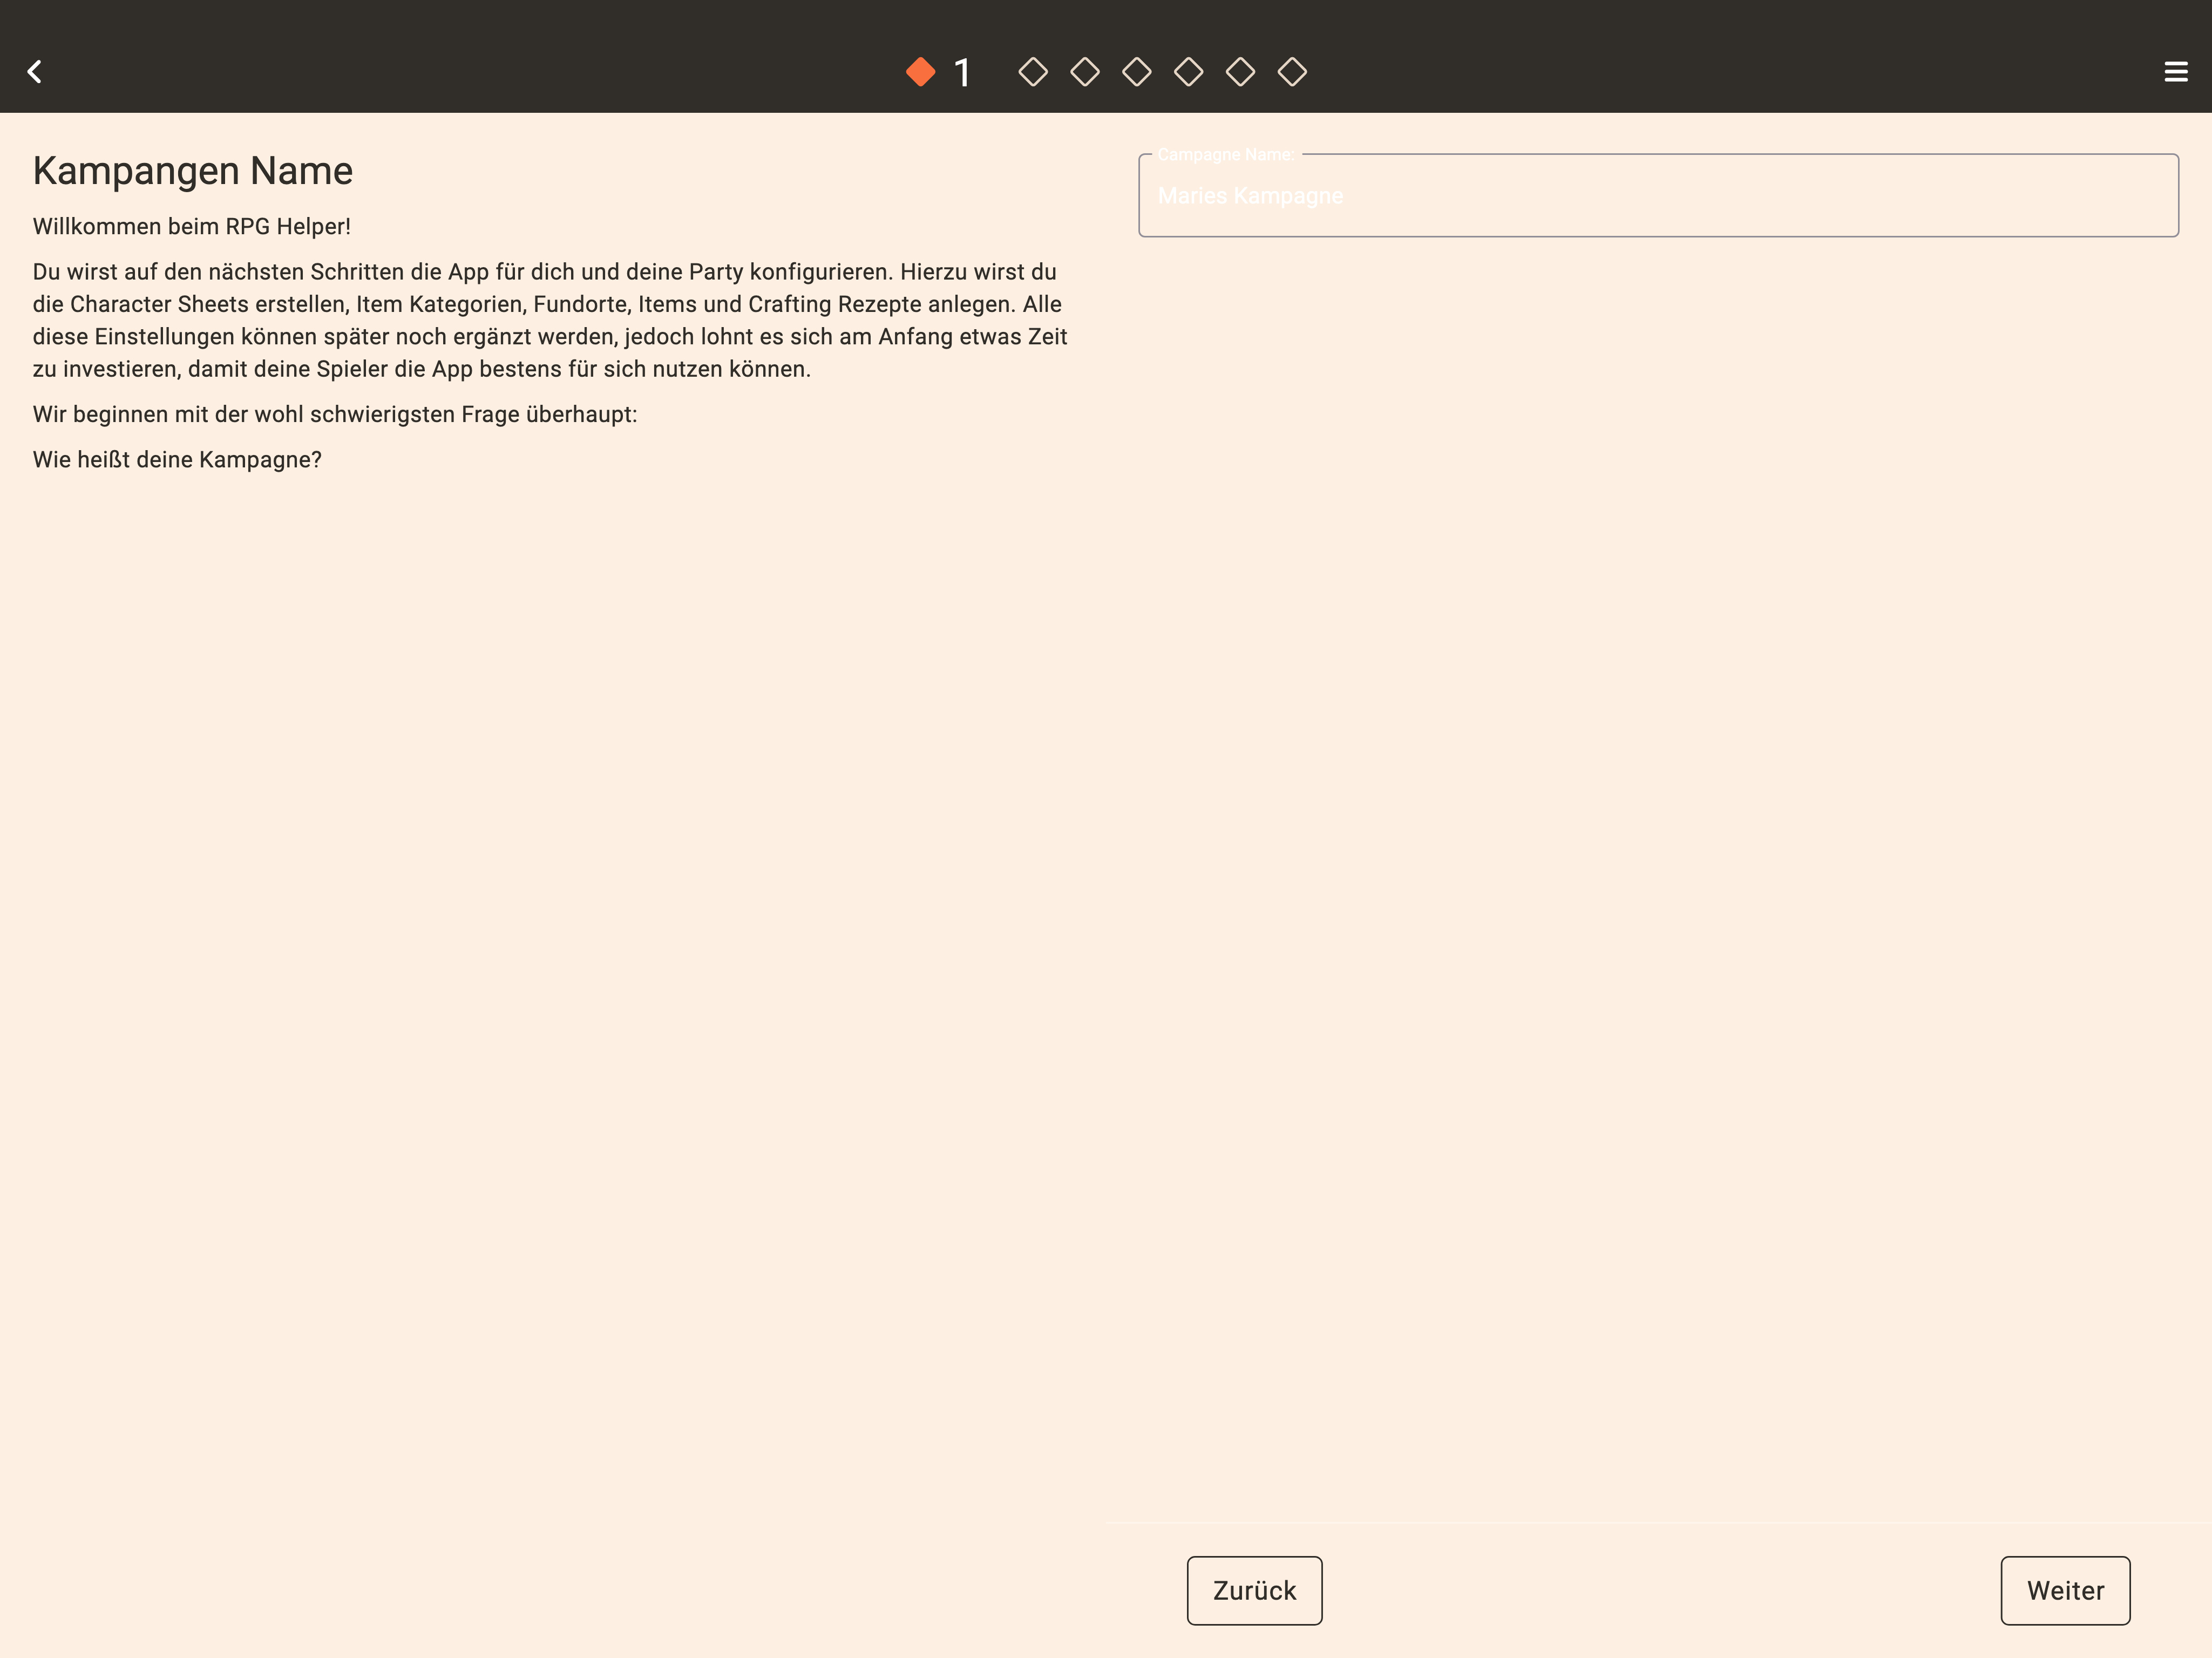 1
Kampangen Name
Willkommen beim RPG Helper!
Du wirst auf den nächsten Schritten die App für dich und deine Party konfigurieren. Hierzu wirst du
die Character Sheets erstellen, Item Kategorien, Fundorte, Items und Crafting Rezepte anlegen. Alle
diese Einstellungen können später noch ergänzt werden, jedoch lohnt es sich am Anfang etwas Zeit
zu investieren, damit deine Spieler die App bestens für sich nutzen können.
Wir beginnen mit der wohl schwierigsten Frage überhaupt:
Wie heißt deine Kampagne?
Campagne Name:
Maries Kampagne
Zurück
Weiter